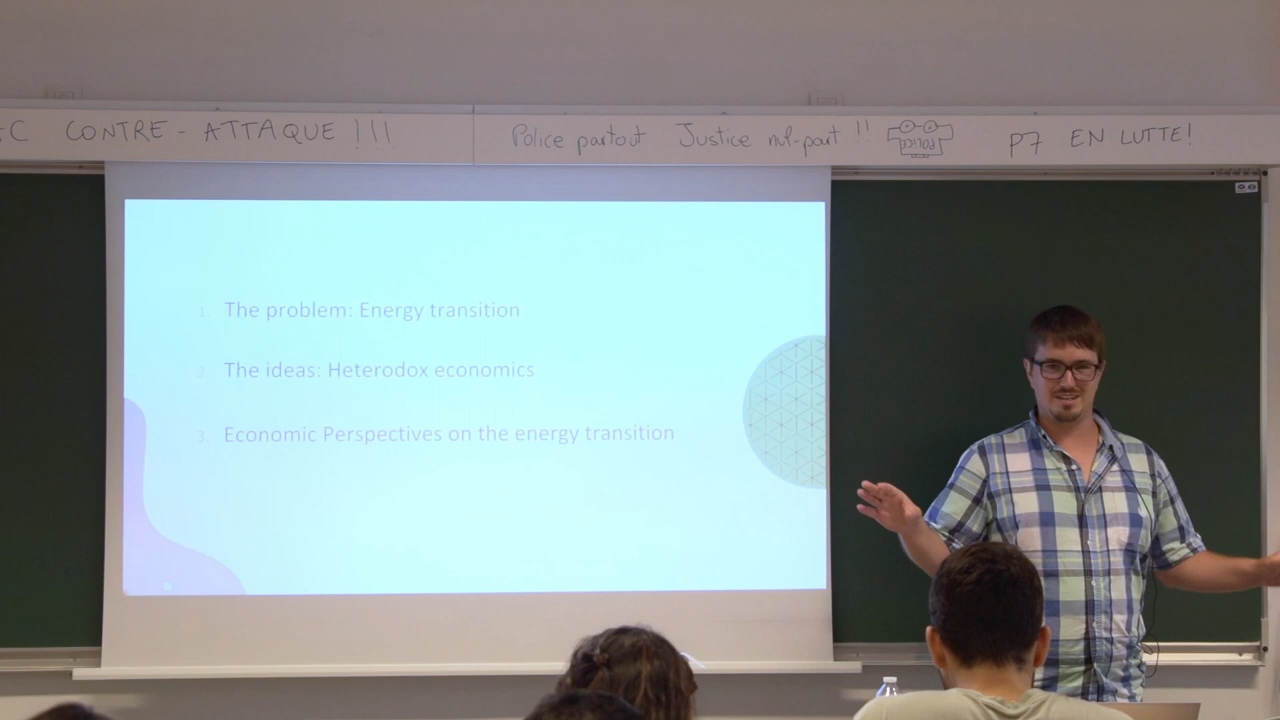 CONTRE-ATTAQUE !!!
Police partout Justice nul-part !!
POLICE
P7 EN LUTTE!
1. The problem: Energy transition
2. The ideas: Heterodox economics
3. Economic Perspectives on the energy transition